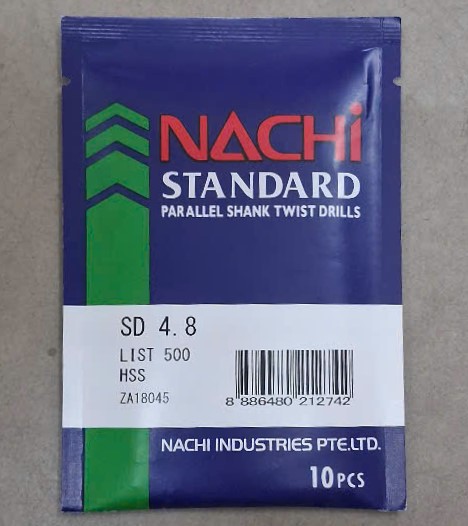 NACHi
STANDARD
PARALLEL SHANK TWIST DRILLS
SD 4.8
LIST 500
HSS
ZA18045
8 886480 212742
NACHI INDUSTRIES PTE.LTD.
10PCS